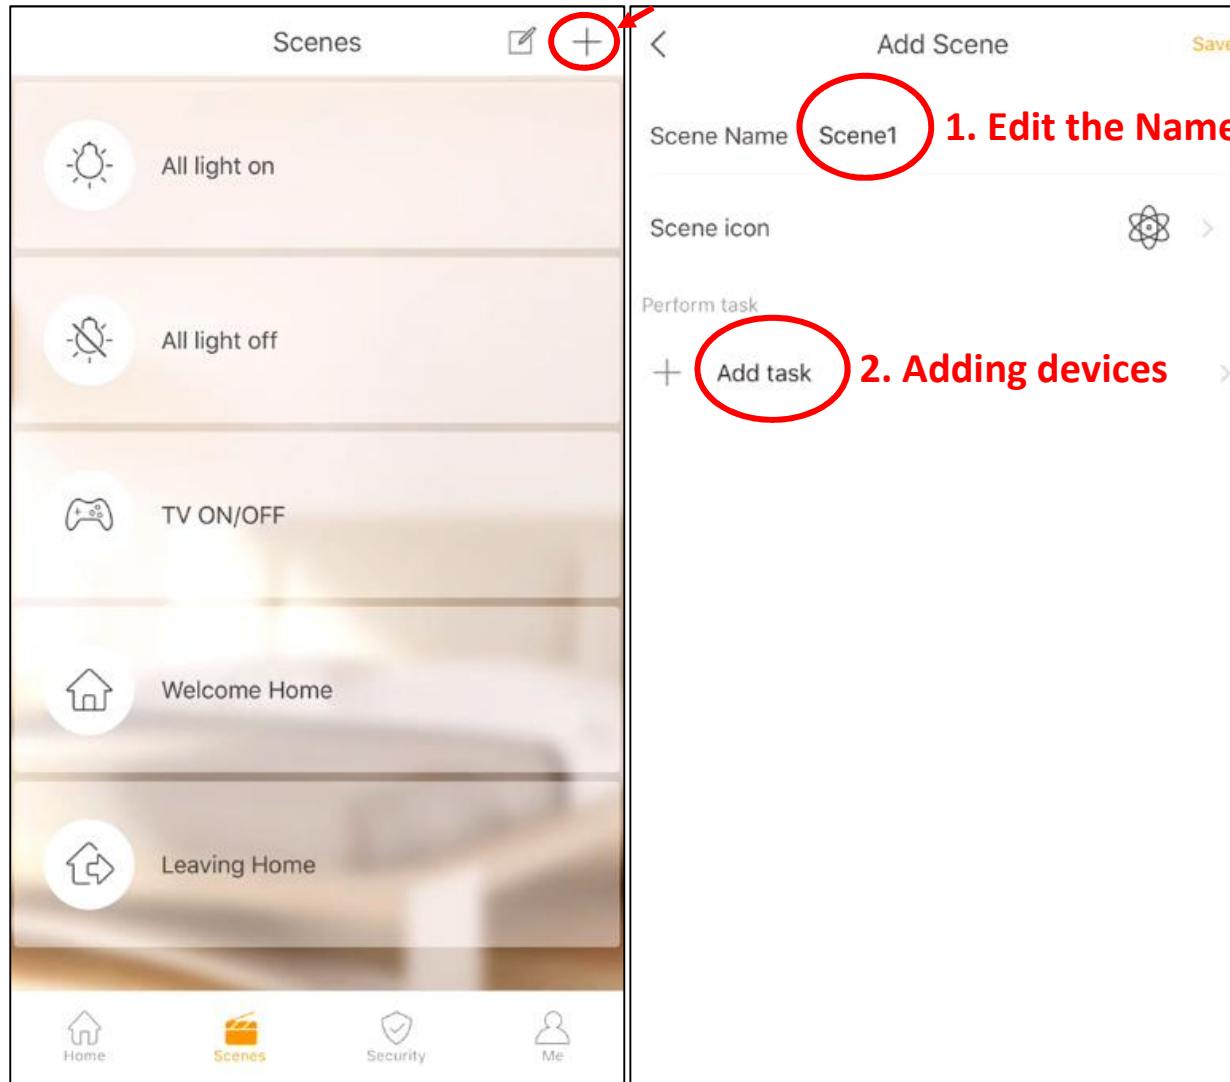 Scenes
All light on
All light off
TV ON/OFF
Welcome Home
Leaving Home
Home
Scenes
Security
Me
Add Scene
Save
Scene Name
Scene1
1. Edit the Name
Scene icon
Perform task
Add task
2. Adding devices